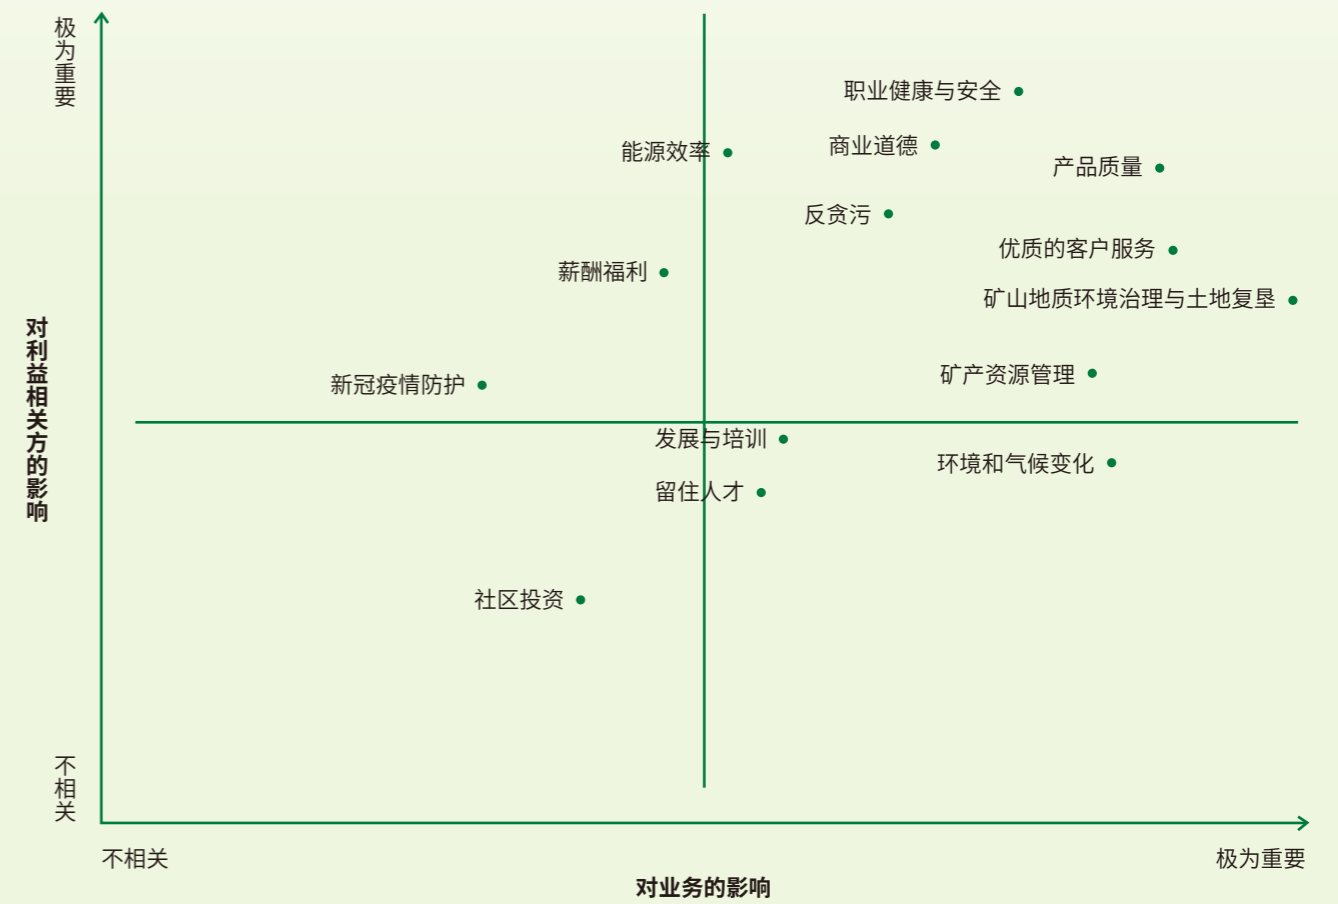 极为重要
职业健康与安全
能源效率
商业道德
产品质量
反贪污
优质的客户服务
薪酬福利
矿山地质环境治理与土地复垦
对利益相关方的影响
矿产资源管理
新冠疫情防护
发展与培训
环境和气候变化
留住人才
社区投资
不相关
不相关
极为重要
对业务的影响